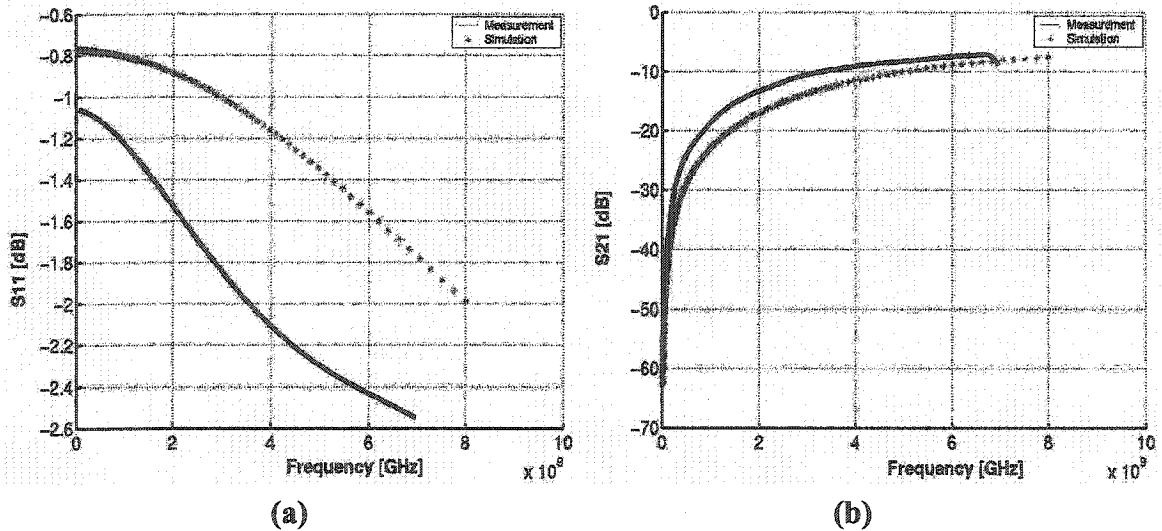 -0.6
-0.8
-1
-1.2
-1.4
-1.6
-1.8
-2
-2.2
-2.4
-2.6
S11 [dB]
0 2 4 6 8 10
Frequency [GHz]
x 10⁹
Measurement
Simulation
(a)
0
-10
-20
-30
-40
-50
-60
-70
S21 [dB]
0 2 4 6 8 10
Frequency [GHz]
x 10⁹
Measurement
Simulation
(b)